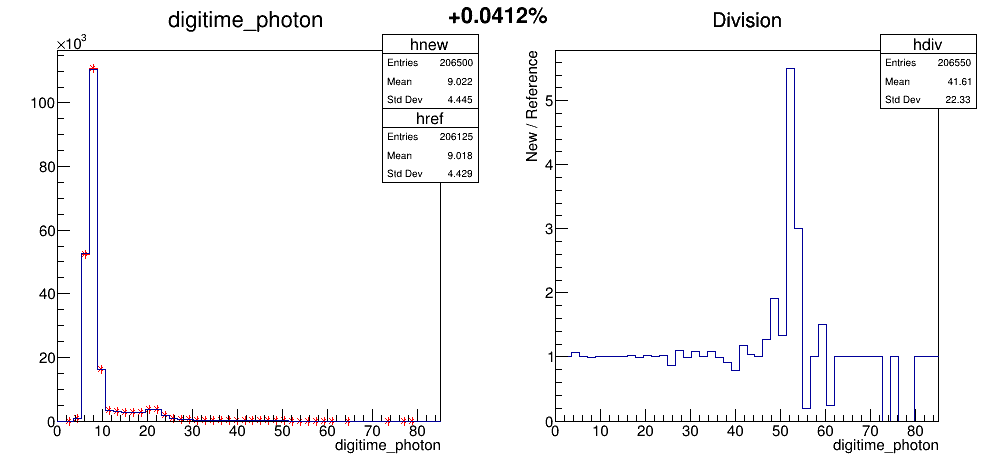 +0.0412%
digitime_photon
×10³
hnew
Entries 206500
Mean 9.022
Std Dev 4.445
href
Entries 206125
Mean 9.018
Std Dev 4.429
100
80
60
40
20
0
0 10 20 30 40 50 60 70 80
digitime_photon
Division
hdiv
Entries 206550
Mean 41.61
Std Dev 22.33
New / Reference
5
4
3
2
1
0
0 10 20 30 40 50 60 70 80
digitime_photon